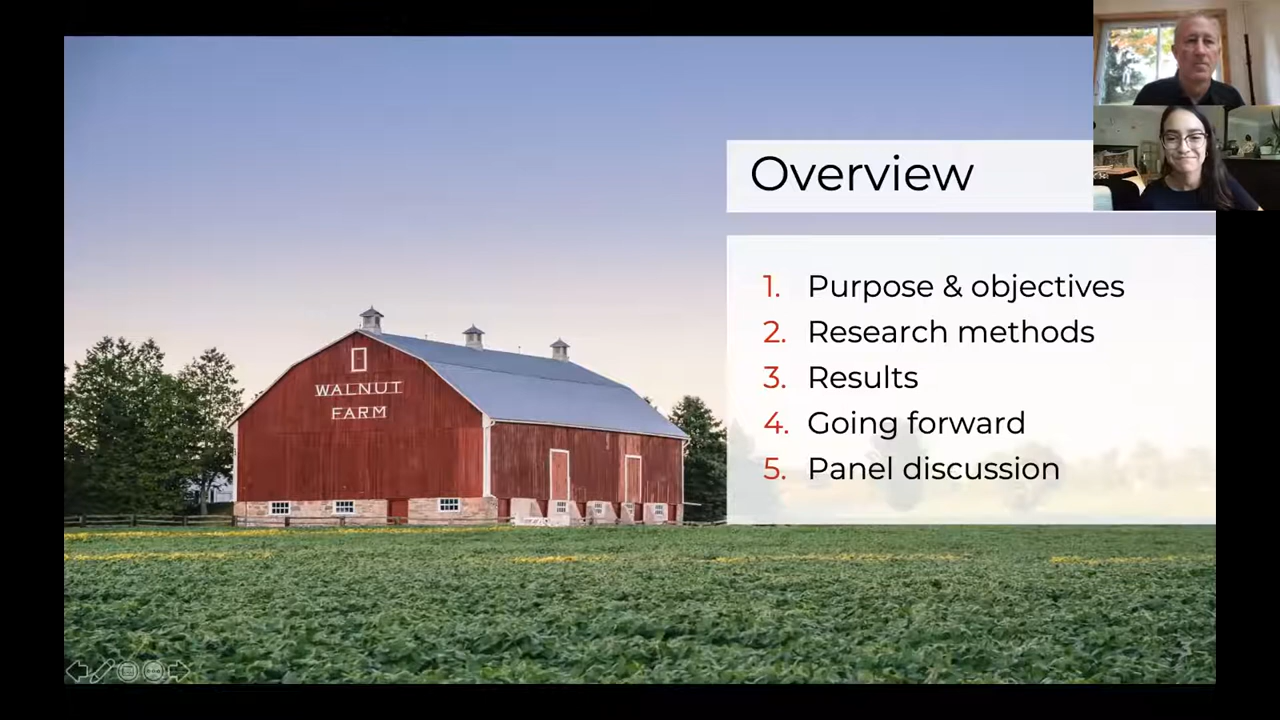 Overview
1. Purpose & objectives
2. Research methods
3. Results
4. Going forward
5. Panel discussion
WALNUT
FARM